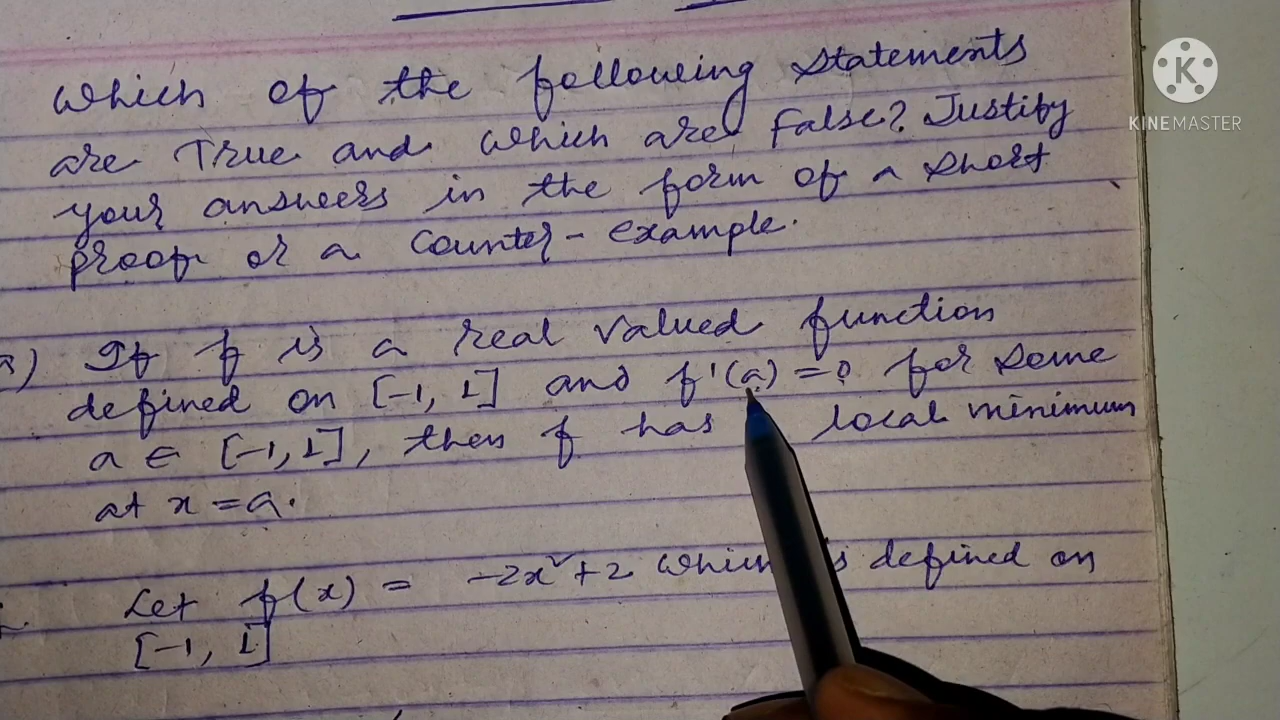 which of the following statements
are True and which are false? Justify
your answers in the form of a short
proof or a counter-example.
a) If f is a real valued function
defined on [-1, 1] and f'(a) = 0 for some
a ∈ [-1, 1], then f has local minimum
at x = a.
Let f(x) = -2x²+2 which is defined on
[-1, 1]
K
KINEMASTER